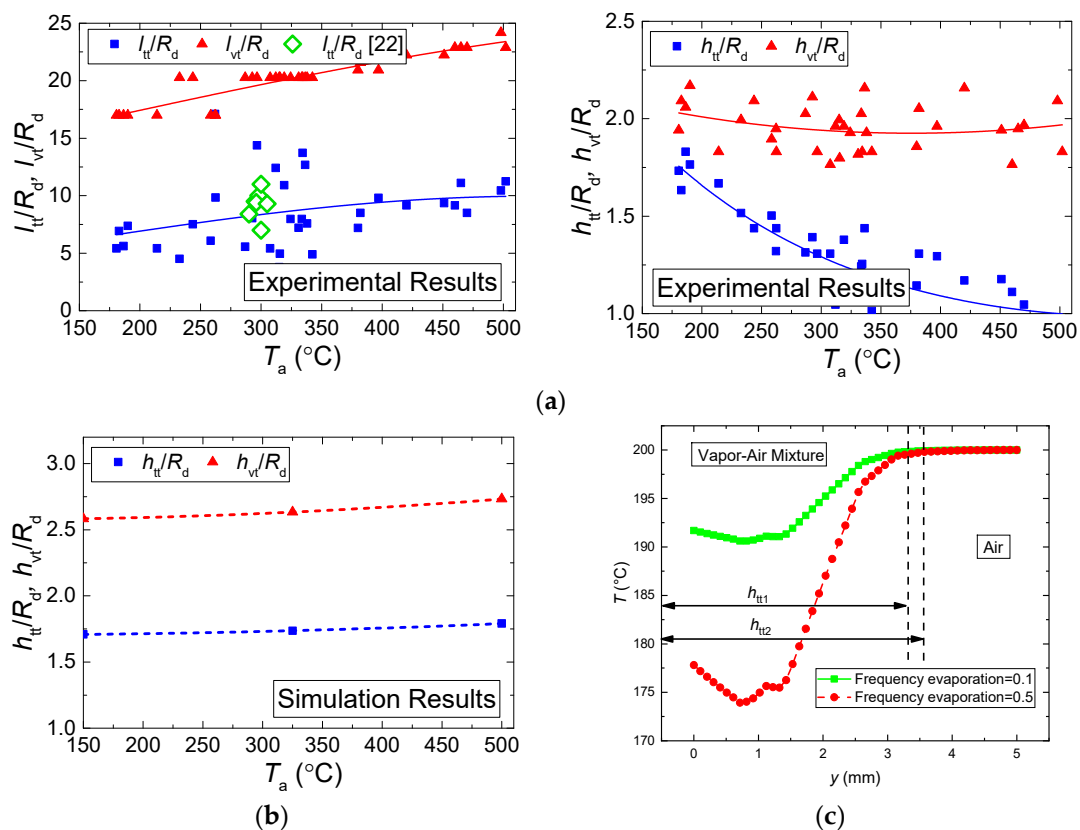 l_tt/R_d l_vt/R_d l_tt/R_d [22]
25
20
15
10
5
0
l_tt/R_d, l_vt/R_d
Experimental Results
150 200 250 300 350 400 450 500
T_a (°C)
h_tt/R_d h_vt/R_d
2.5
2.0
1.5
1.0
h_tt/R_d, h_vt/R_d
Experimental Results
150 200 250 300 350 400 450 500
T_a (°C)
(a)
h_tt/R_d h_vt/R_d
3.0
2.5
2.0
1.5
1.0
h_tt/R_d, h_vt/R_d
Simulation Results
150 200 250 300 350 400 450 500
T_a (°C)
(b)
Vapor-Air Mixture
Air
200
195
190
185
180
175
170
T (°C)
h_tt1
h_tt2
Frequency evaporation=0.1
Frequency evaporation=0.5
0 1 2 3 4 5
y (mm)
(c)